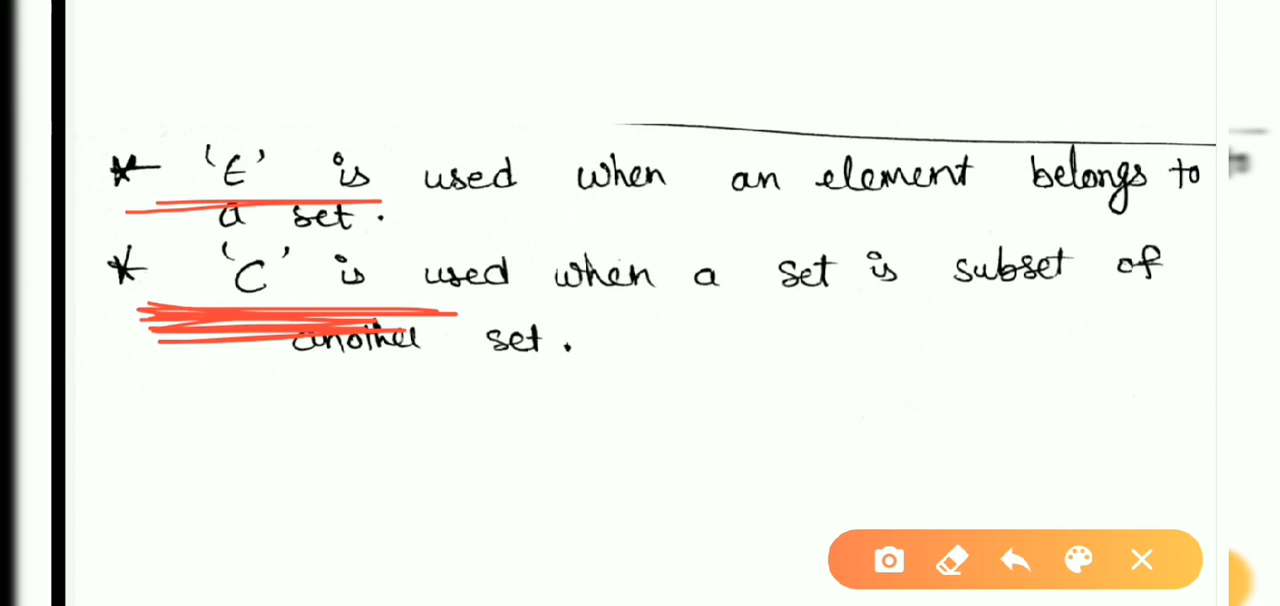 * '∈' is used when an element belongs to
a set.
* '⊂' is used when a set is subset of
another set.